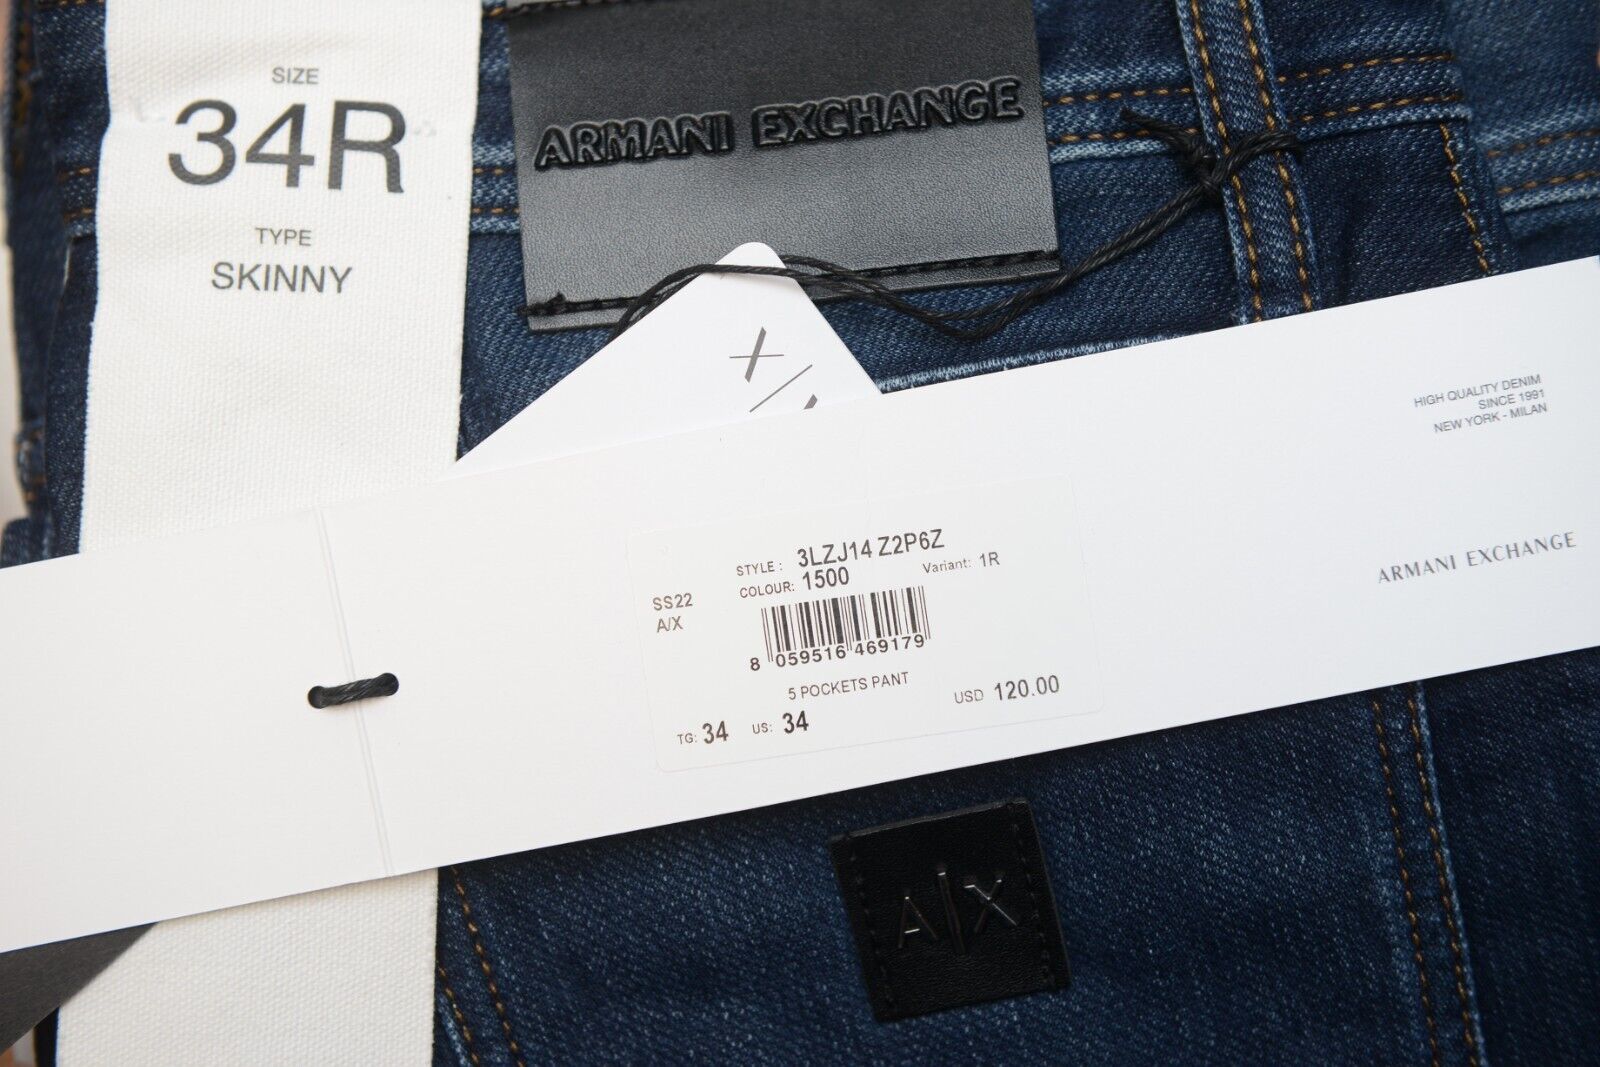 SIZE
34R
TYPE
SKINNY
ARMANI EXCHANGE
X/
HIGH QUALITY DENIM
SINCE 1991
NEW YORK - MILAN
ARMANI EXCHANGE
STYLE: 3LZJ14 Z2P6Z
COLOUR: 1500 Variant: 1R
SS22
A/X
8 059516 469179
5 POCKETS PANT
USD 120.00
TG: 34 US: 34
A|X